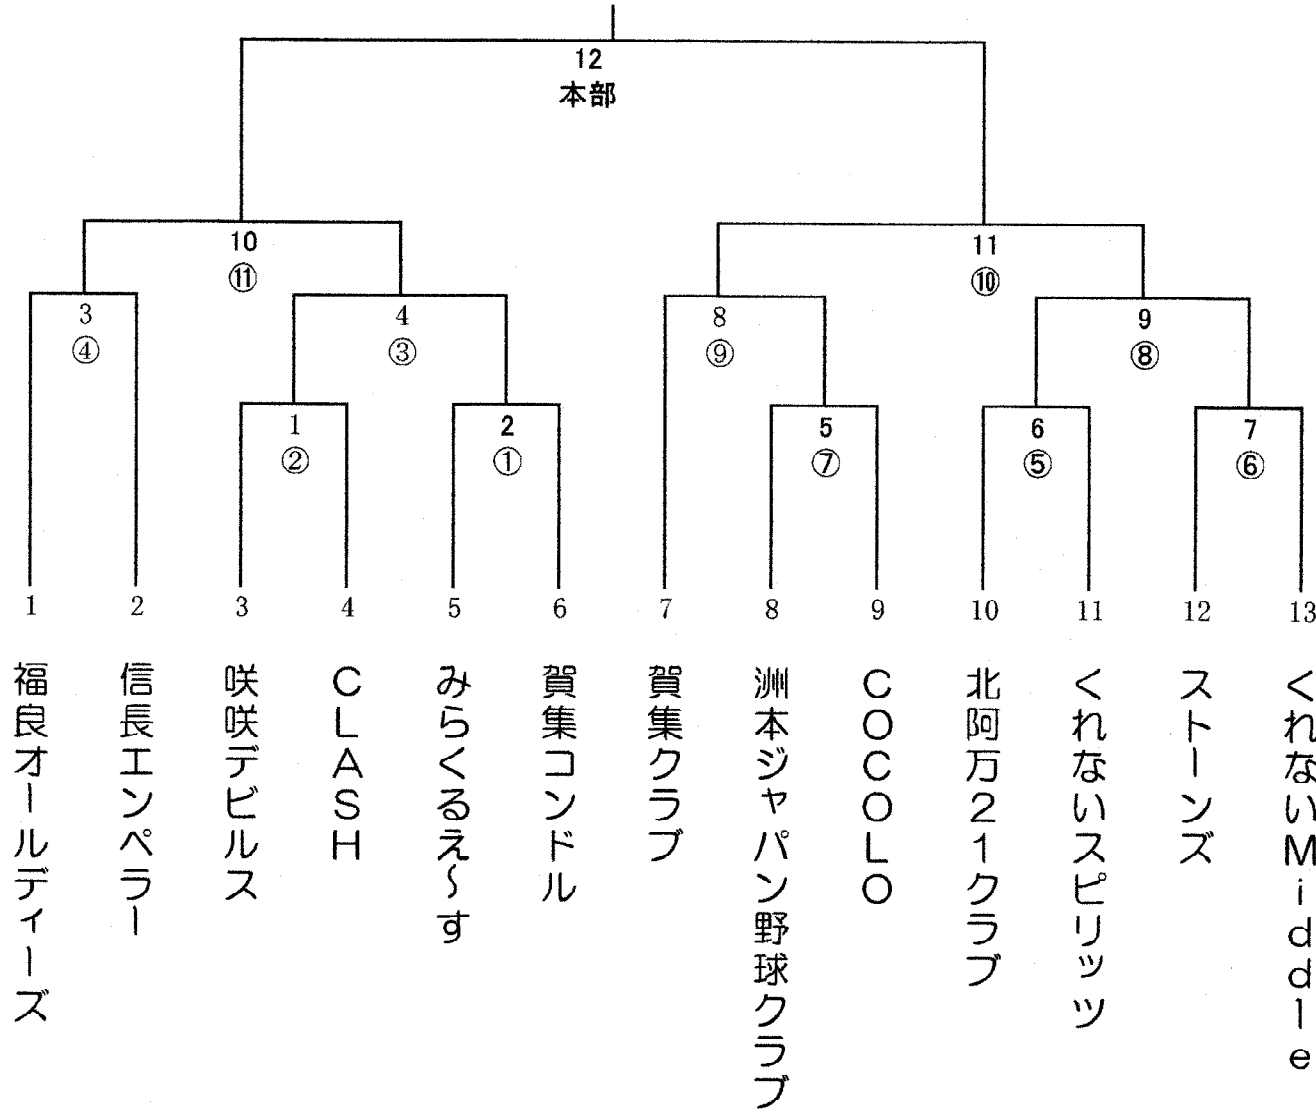 12
本部
10
⑪
11
⑩
3
④
4
③
8
⑨
9
⑧
1
②
2
①
5
⑦
6
⑤
7
⑥
1 2 3 4 5 6 7 8 9 10 11 12 13
福良オールディーズ
信長エンペラー
咲咲デビルス
CLASH
みらくるえ~す
賀集コンドル
賀集クラブ
洲本ジャパン野球クラブ
COCOLO
北阿万21クラブ
くれないスピリッツ
ストーンズ
くれないMiddle